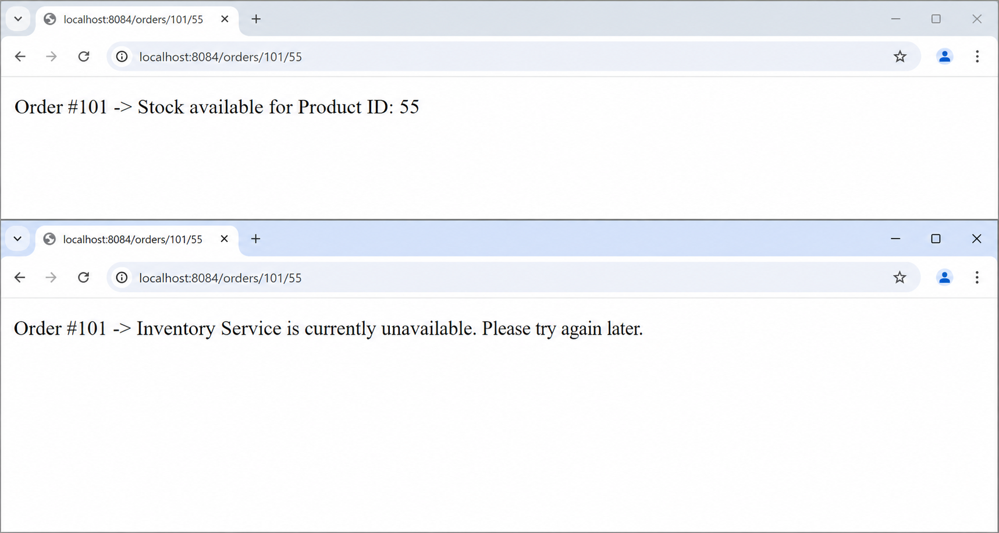 localhost:8084/orders/101/55
localhost:8084/orders/101/55
Order #101 -> Stock available for Product ID: 55
localhost:8084/orders/101/55
localhost:8084/orders/101/55
Order #101 -> Inventory Service is currently unavailable. Please try again later.